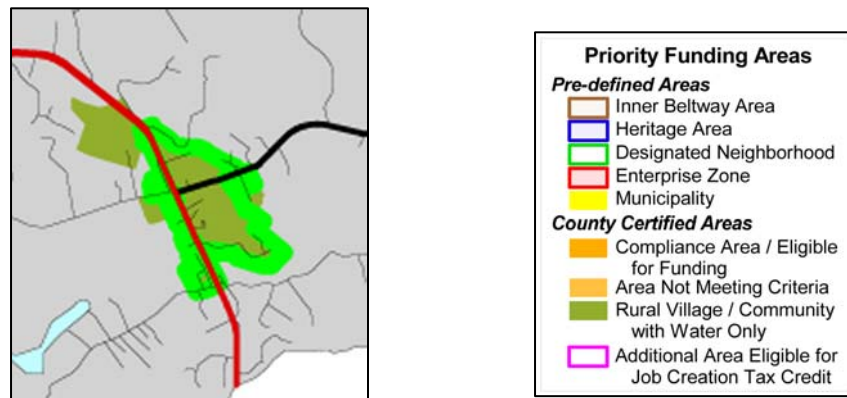 Priority Funding Areas
Pre-defined Areas
Inner Beltway Area
Heritage Area
Designated Neighborhood
Enterprise Zone
Municipality
County Certified Areas
Compliance Area / Eligible
for Funding
Area Not Meeting Criteria
Rural Village / Community
with Water Only
Additional Area Eligible for
Job Creation Tax Credit